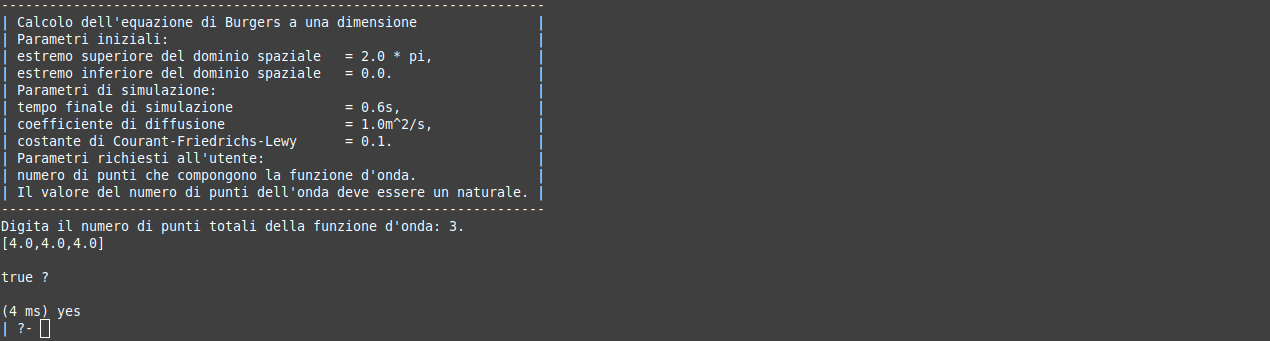 --------------------------------------------------------------------
| Calcolo dell'equazione di Burgers a una dimensione               |
| Parametri iniziali:                                              |
| estremo superiore del dominio spaziale   = 2.0 * pi,             |
| estremo inferiore del dominio spaziale   = 0.0.                  |
| Parametri di simulazione:                                        |
| tempo finale di simulazione              = 0.6s,                 |
| coefficiente di diffusione               = 1.0m^2/s,             |
| costante di Courant-Friedrichs-Lewy      = 0.1.                  |
| Parametri richiesti all'utente:                                  |
| numero di punti che compongono la funzione d'onda.               |
| Il valore del numero di punti dell'onda deve essere un naturale. |
--------------------------------------------------------------------
Digita il numero di punti totali della funzione d'onda: 3.
[4.0,4.0,4.0]
true ?
(4 ms) yes
| ?-